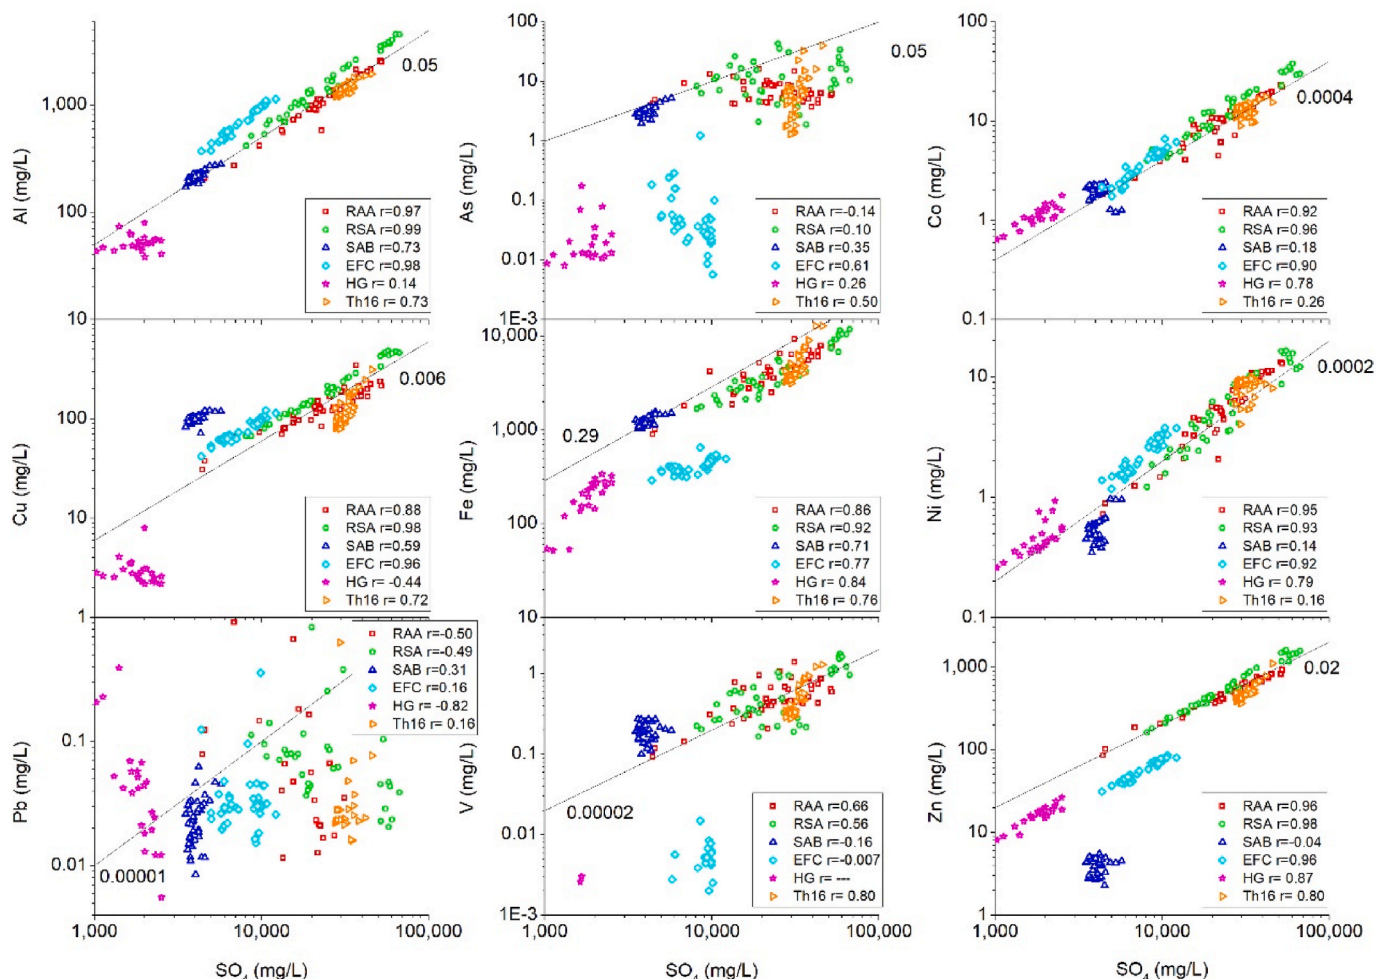 Al (mg/L)
1,000
100
10
0.05
RAA r=0.97
RSA r=0.99
SAB r=0.73
EFC r=0.98
HG r=0.14
Th16 r= 0.73
As (mg/L)
100
10
1
0.1
0.01
1E-3
0.05
RAA r=-0.14
RSA r=0.10
SAB r=0.35
EFC r=0.61
HG r=0.26
Th16 r= 0.50
Co (mg/L)
100
10
1
0.1
0.0004
RAA r=0.92
RSA r=0.96
SAB r=0.18
EFC r=0.90
HG r=0.78
Th16 r= 0.26
Cu (mg/L)
100
10
1
0.006
RAA r=0.88
RSA r=0.98
SAB r=0.59
EFC r=0.96
HG r=-0.44
Th16 r= 0.72
Fe (mg/L)
10,000
1,000
100
10
0.29
RAA r=0.86
RSA r=0.92
SAB r=0.71
EFC r=0.77
HG r=0.84
Th16 r= 0.76
Ni (mg/L)
10
1
0.1
0.0002
RAA r=0.95
RSA r=0.93
SAB r=0.14
EFC r=0.92
HG r=0.79
Th16 r= 0.16
Pb (mg/L)
0.1
0.01
0.00001
RAA r=-0.50
RSA r=-0.49
SAB r=0.31
EFC r=0.16
HG r=-0.82
Th16 r= 0.16
1,000
10,000
100,000
SO4 (mg/L)
V (mg/L)
1
0.1
0.01
1E-3
0.00002
RAA r=0.66
RSA r=0.56
SAB r=-0.16
EFC r=-0.007
HG r= ---
Th16 r= 0.80
1,000
10,000
100,000
SO4 (mg/L)
Zn (mg/L)
1,000
100
10
1
0.02
RAA r=0.96
RSA r=0.98
SAB r=-0.04
EFC r=0.96
HG r=0.87
Th16 r= 0.80
1,000
10,000
100,000
SO4 (mg/L)